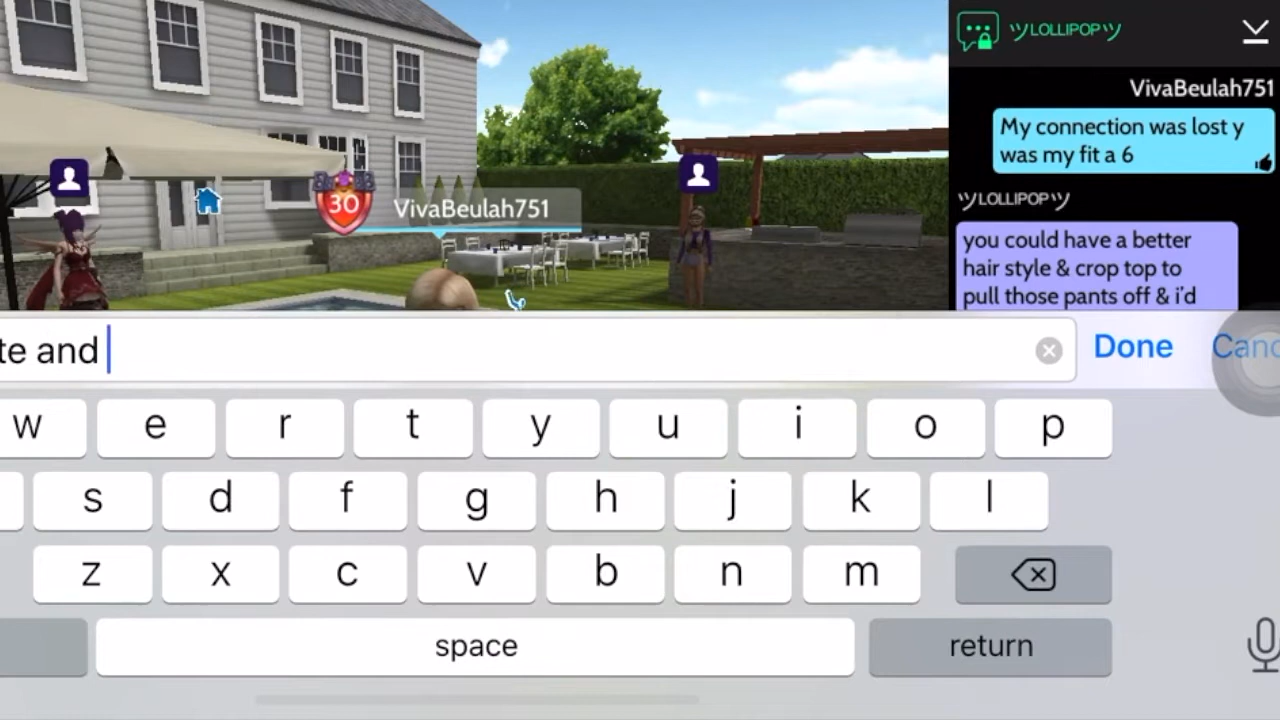 ツLOLLIPOPツ
VivaBeulah751
My connection was lost y
was my fit a 6
ツLOLLIPOPツ
you could have a better
hair style & crop top to
pull those pants off & i'd
30
VivaBeulah751
te and
Done
Canc
w e r t y u i o p
s d f g h j k l
z x c v b n m
space
return